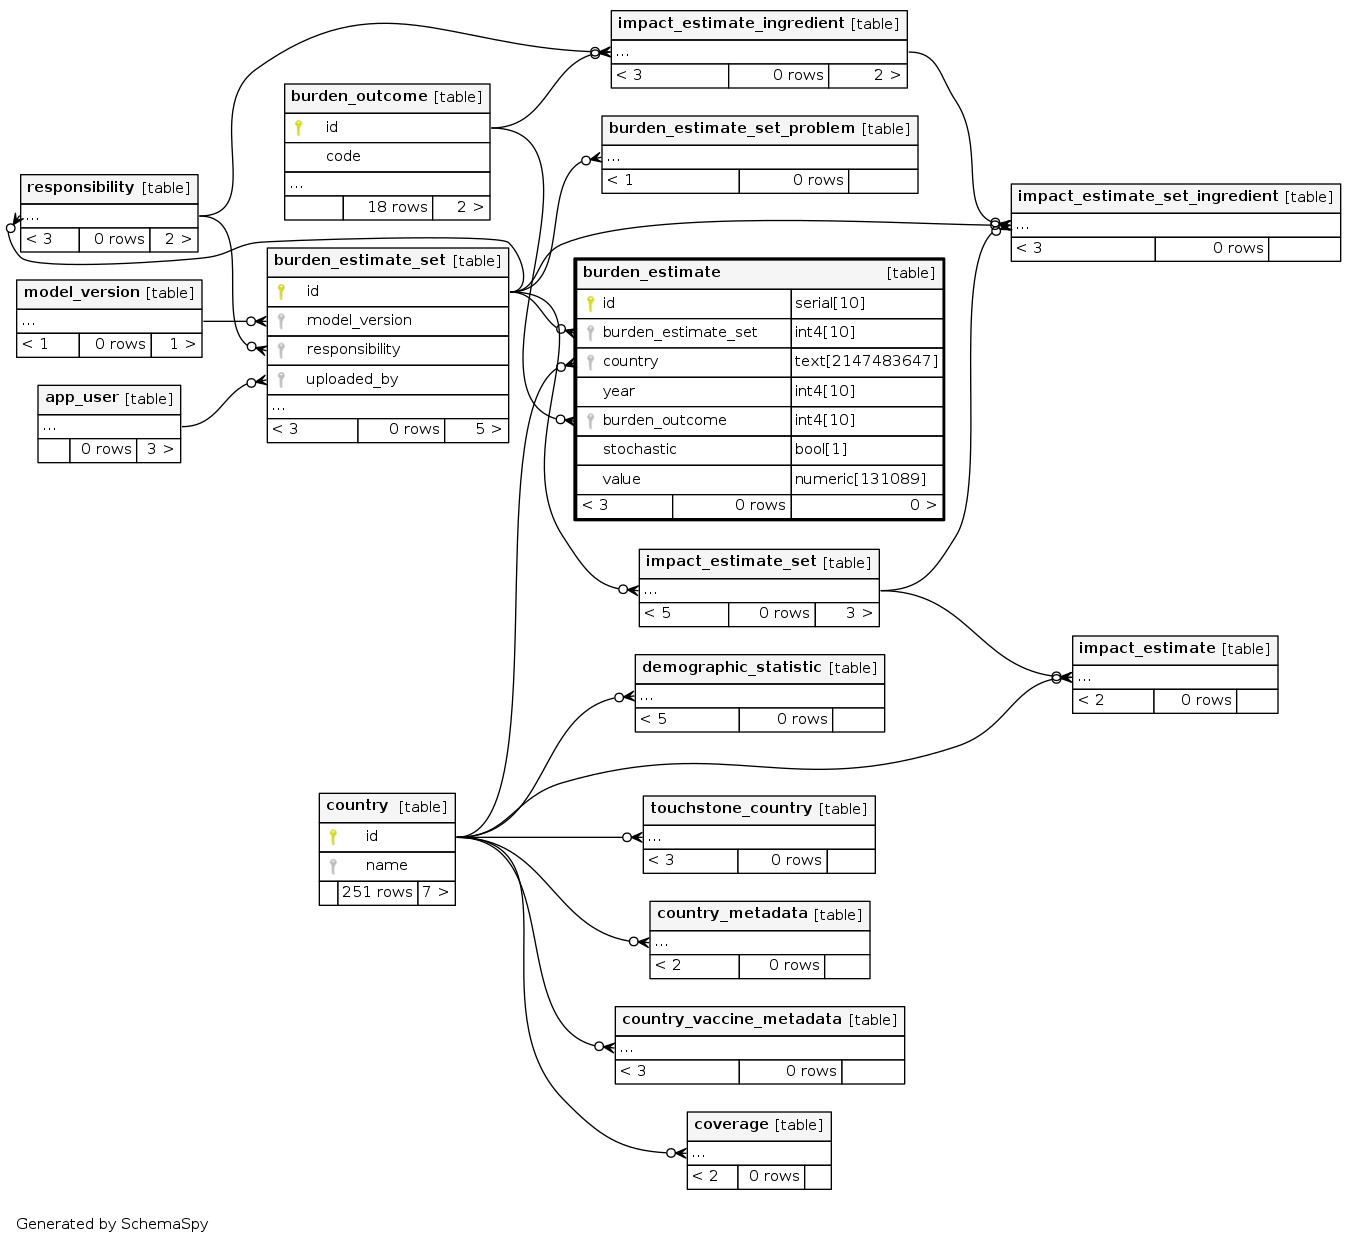 impact_estimate_ingredient [table]
...
< 3 0 rows 2 >
burden_outcome [table]
id
code
...
18 rows 2 >
burden_estimate_set_problem [table]
...
< 1 0 rows
responsibility [table]
...
< 3 0 rows 2 >
impact_estimate_set_ingredient [table]
...
< 3 0 rows
burden_estimate_set [table]
id
model_version
responsibility
uploaded_by
...
< 3 0 rows 5 >
burden_estimate [table]
id serial[10]
burden_estimate_set int4[10]
country text[2147483647]
year int4[10]
burden_outcome int4[10]
stochastic bool[1]
value numeric[131089]
< 3 0 rows 0 >
model_version [table]
...
< 1 0 rows 1 >
app_user [table]
...
0 rows 3 >
impact_estimate_set [table]
...
< 5 0 rows 3 >
impact_estimate [table]
...
< 2 0 rows
demographic_statistic [table]
...
< 5 0 rows
country [table]
id
name
251 rows 7 >
touchstone_country [table]
...
< 3 0 rows
country_metadata [table]
...
< 2 0 rows
country_vaccine_metadata [table]
...
< 3 0 rows
coverage [table]
...
< 2 0 rows
Generated by SchemaSpy